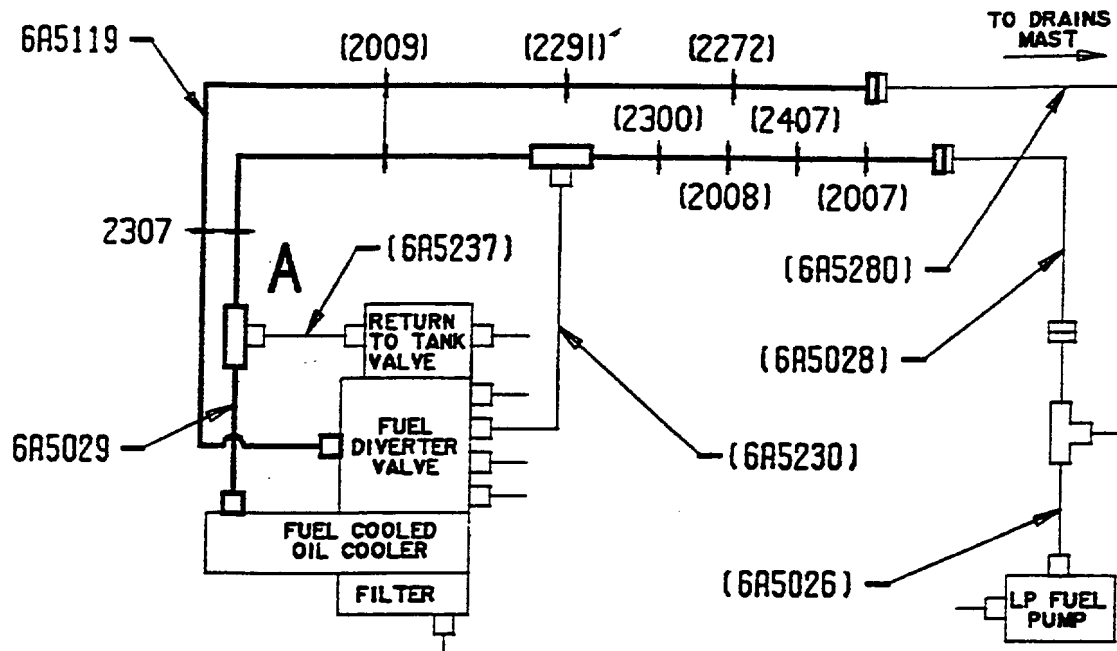 TO DRAINS
MAST
6A5119
(2009)
(2291)
(2272)
(2300)
(2407)
(2008)
(2007)
2307
A
(6A5237)
(6A5280)
RETURN
TO TANK
VALVE
(6A5028)
FUEL
DIVERTER
VALVE
6A5029
(6A5230)
FUEL COOLED
OIL COOLER
(6A5026)
FILTER
LP FUEL
PUMP